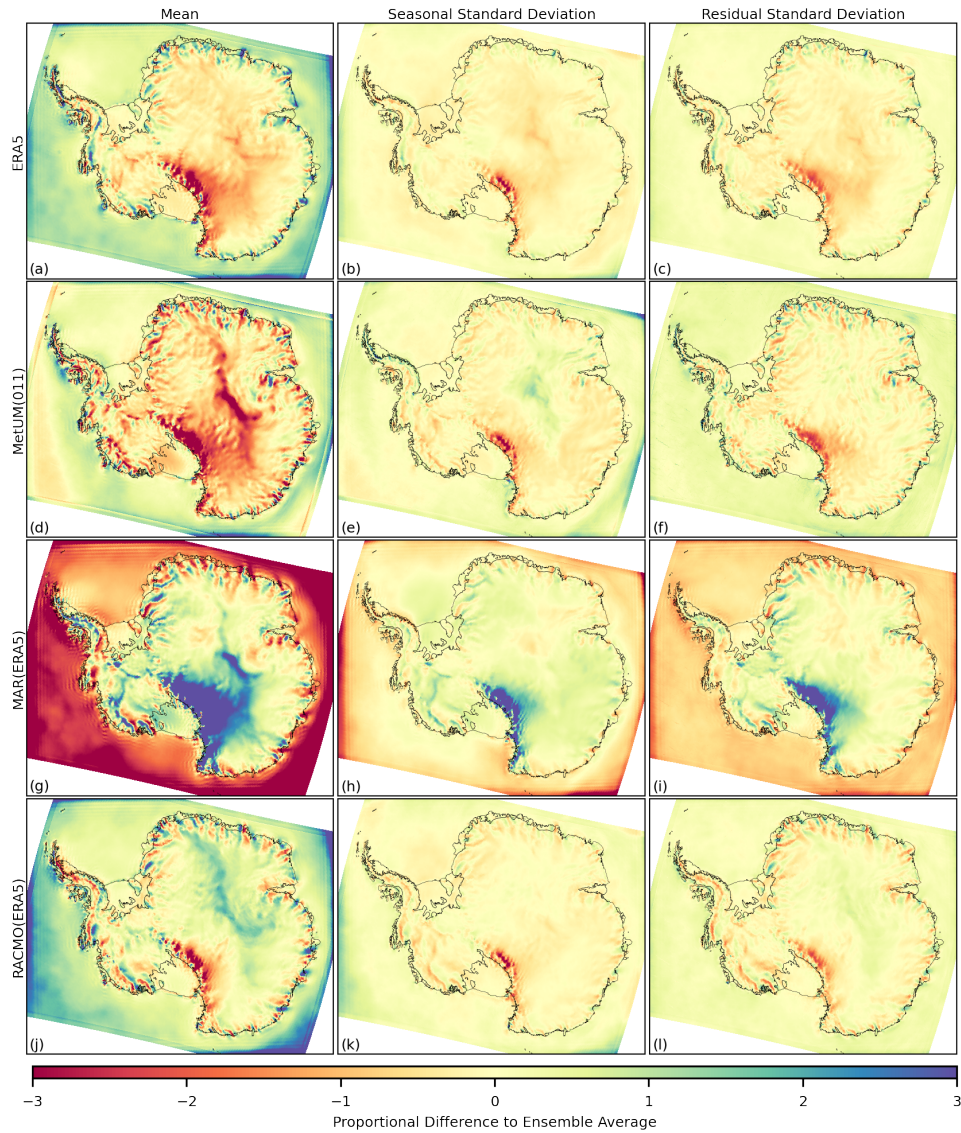 Mean Seasonal Standard Deviation Residual Standard Deviation
ERA5
(a) (b) (c)
MetUM(011)
(d) (e) (f)
MAR(ERA5)
(g) (h) (i)
RACMO(ERA5)
(j) (k) (l)
−3 −2 −1 0 1 2 3
Proportional Difference to Ensemble Average